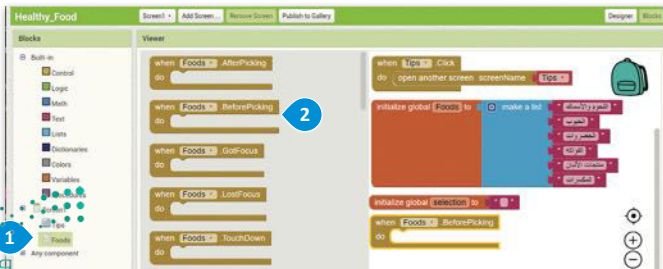 Healthy_Food
Screen1
Add Screen ...
Remove Screen
Publish to Gallery
Designer
Blocks
Blocks
Viewer
Built-in
Control
Logic
Math
Text
Lists
Dictionaries
Colors
Variables
Screen1
Tips
Foods
Any component
1
when Foods .AfterPicking
do
when Foods .BeforePicking
do
2
when Foods .GotFocus
do
when Foods .LostFocus
do
when Foods .TouchDown
do
when Tips .Click
do open another screen screenName Tips
initialize global Foods to make a list
" اللحوم والأسماك "
" الحبوب "
" الخضروات "
" الفواكه "
" منتجات الألبان "
" المكسرات "
initialize global selection to " "
when Foods .BeforePicking
do